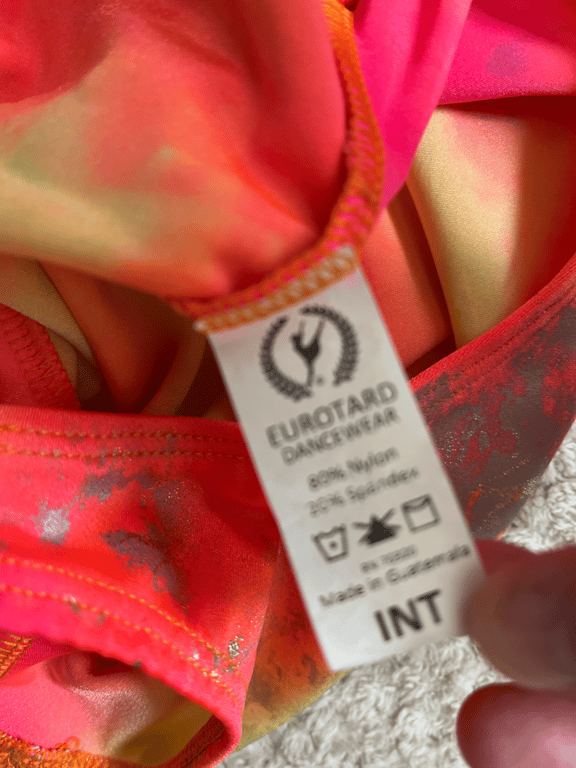 EUROTARD
DANCEWEAR
80% Nylon
20% Spandex
Made in Guatemala
INT